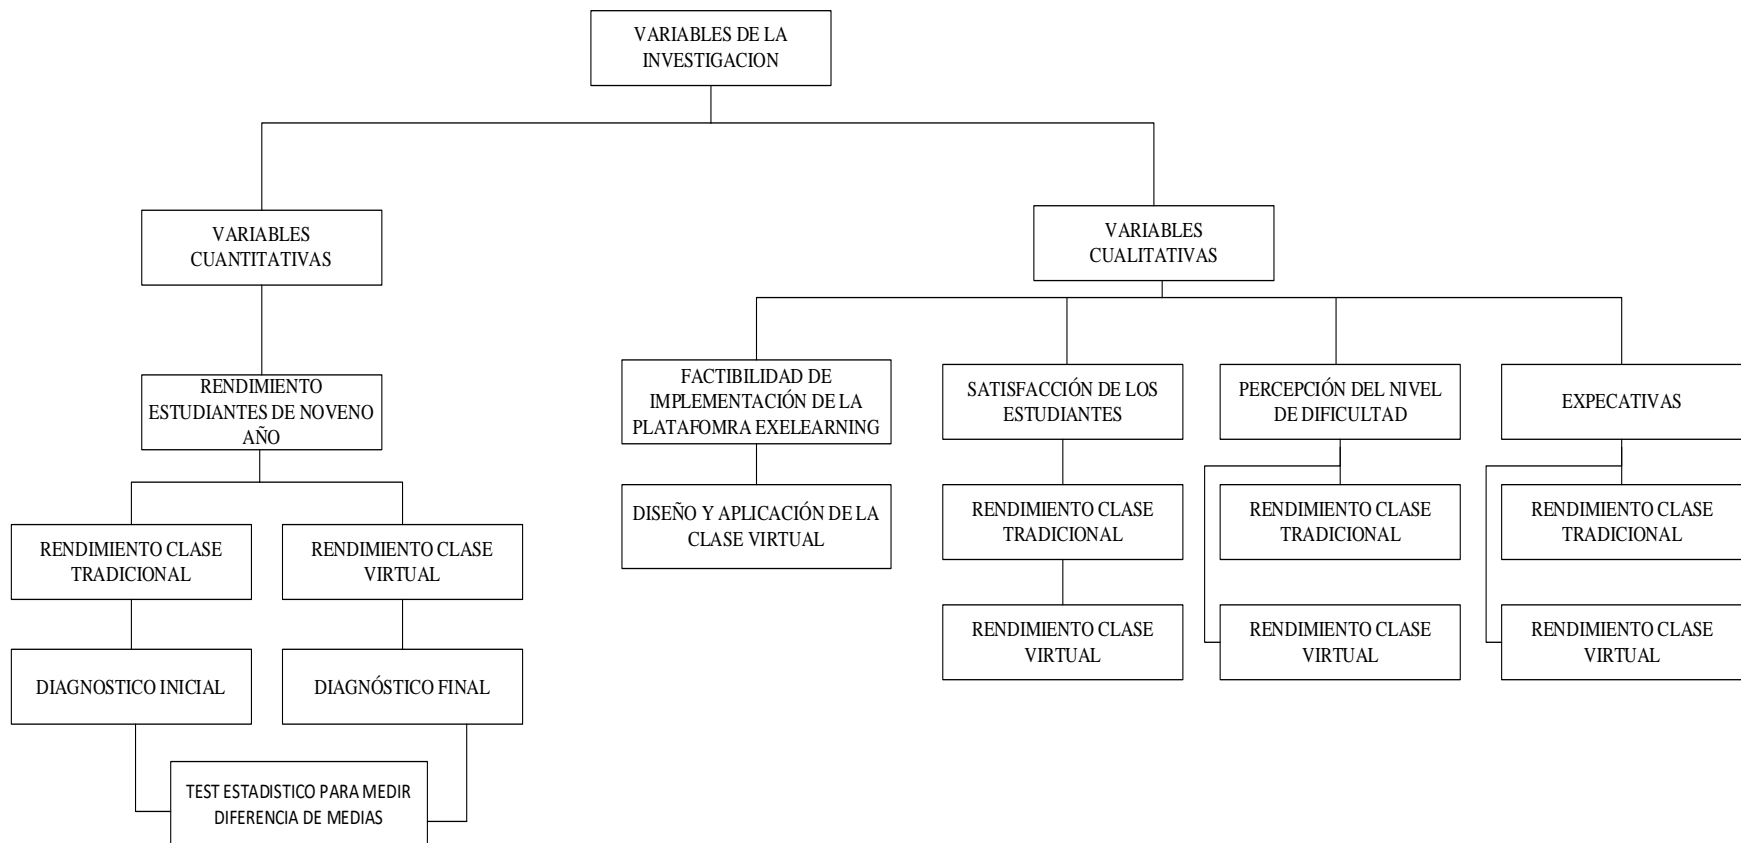 VARIABLES DE LA
INVESTIGACION
VARIABLES
CUANTITATIVAS
VARIABLES
CUALITATIVAS
RENDIMIENTO
ESTUDIANTES DE NOVENO
AÑO
FACTIBILIDAD DE
IMPLEMENTACIÓN DE LA
PLATAFOMRA EXELEARNING
SATISFACCIÓN DE LOS
ESTUDIANTES
PERCEPCIÓN DEL NIVEL
DE DIFICULTAD
EXPECATIVAS
RENDIMIENTO CLASE
TRADICIONAL
RENDIMIENTO CLASE
VIRTUAL
DISEÑO Y APLICACIÓN DE LA
CLASE VIRTUAL
RENDIMIENTO CLASE
TRADICIONAL
RENDIMIENTO CLASE
TRADICIONAL
RENDIMIENTO CLASE
TRADICIONAL
DIAGNOSTICO INICIAL
DIAGNÓSTICO FINAL
RENDIMIENTO CLASE
VIRTUAL
RENDIMIENTO CLASE
VIRTUAL
RENDIMIENTO CLASE
VIRTUAL
TEST ESTADISTICO PARA MEDIR
DIFERENCIA DE MEDIAS